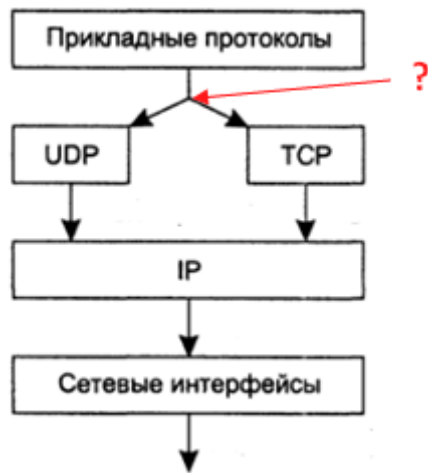 Прикладные протоколы
?
UDP
TCP
IP
Сетевые интерфейсы